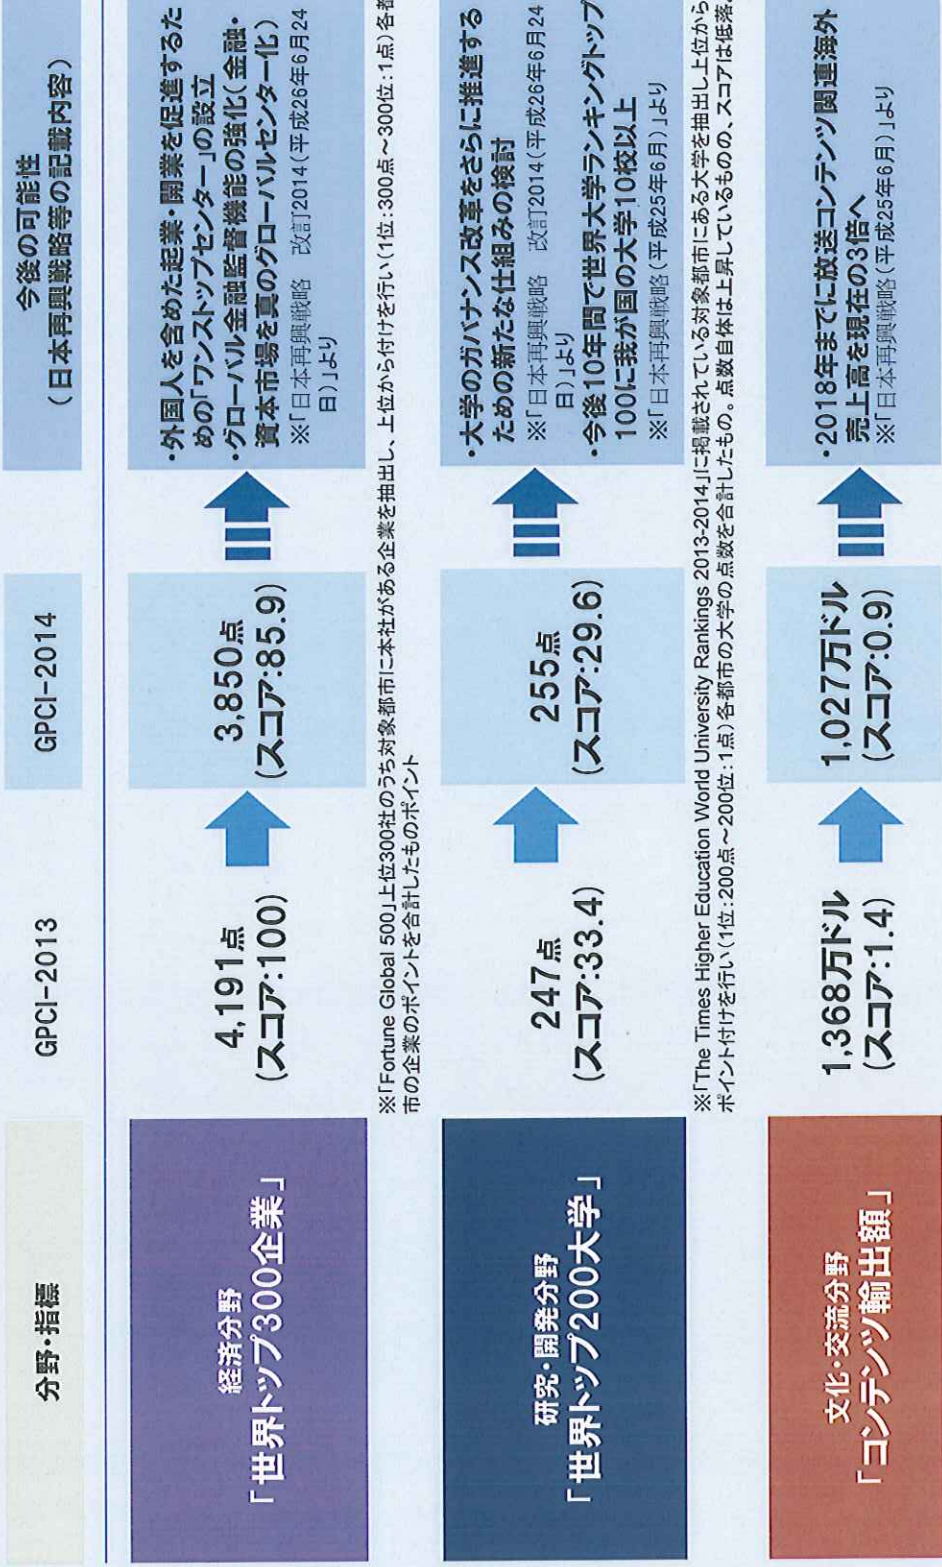 分野・指標
GPCI-2013
GPCI-2014
今後の可能性
(日本再興戦略等の記載内容)
経済分野
「世界トップ300企業」
4,191点
(スコア:100)
3,850点
(スコア:85.9)
・外国人を含めた起業・開業を促進するた
めの「ワンストップセンター」の設立
・グローバル金融監督機能の強化(金融・
資本市場を真のグローバルセンター化)
※「日本再興戦略 改訂2014(平成26年6月24
日)」より
※「Fortune Global 500」上位300社のうち対象都市に本社がある企業を抽出し、上位から付けを行い(1位:300点~300位:1点)各都
市の企業のポイントを合計したものポイント
研究・開発分野
「世界トップ200大学」
247点
(スコア:33.4)
255点
(スコア:29.6)
・大学のガバナンス改革をさらに推進する
ための新たな仕組みの検討
※「日本再興戦略 改訂2014(平成26年6月24
日)」より
・今後10年間で世界大学ランキングトップ
100に我が国の大学10校以上
※「日本再興戦略(平成25年6月)」より
※「The Times Higher Education World University Rankings 2013-2014」に掲載されている対象都市にある大学を抽出し上位から
ポイント付けを行い(1位:200点~200位:1点)各都市の大学の点数を合計したもの。点数自体は上昇しているものの、スコアは低落。
文化・交流分野
「コンテンツ輸出額」
1,368万ドル
(スコア:1.4)
1,027万ドル
(スコア:0.9)
・2018年までに放送コンテンツ関連海外
売上高を現在の3倍へ
※「日本再興戦略(平成25年6月)」より